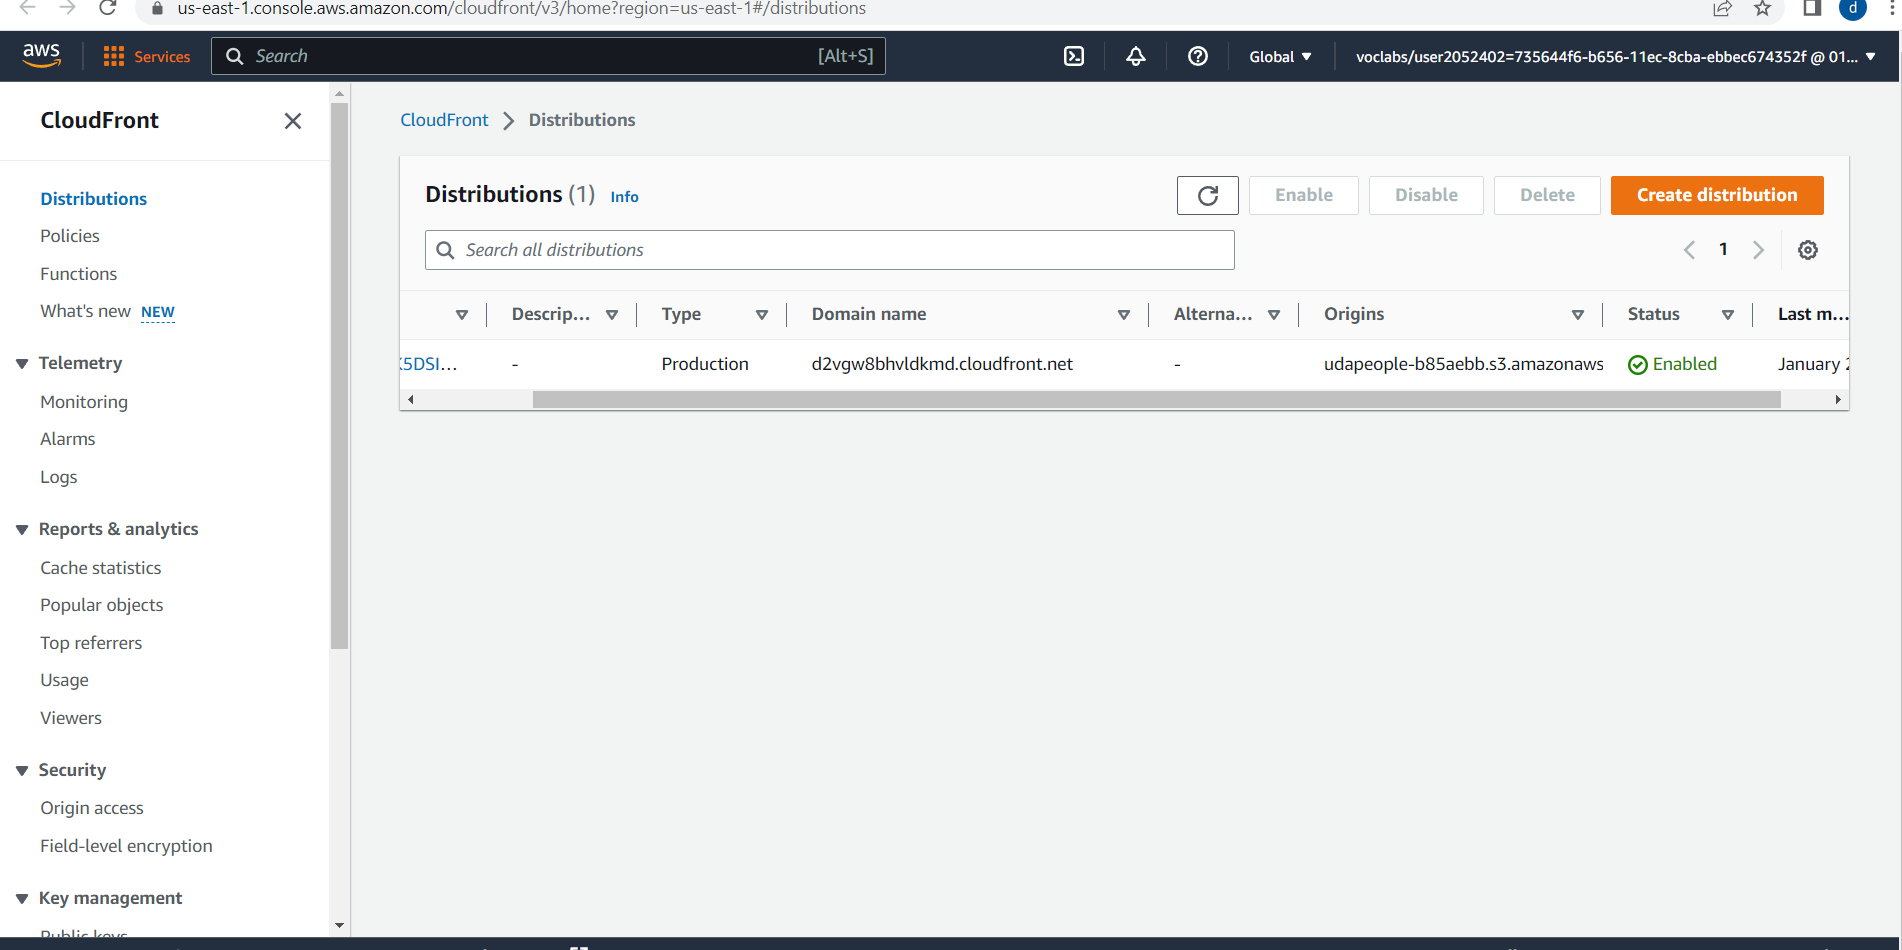 us-east-1.console.aws.amazon.com/cloudfront/v3/home?region=us-east-1#/distributions
d
aws
Services
Search
[Alt+S]
Global
voclabs/user2052402=735644f6-b656-11ec-8cba-ebbec674352f @ 01...
CloudFront
Distributions
Policies
Functions
What's new NEW
Telemetry
Monitoring
Alarms
Logs
Reports & analytics
Cache statistics
Popular objects
Top referrers
Usage
Viewers
Security
Origin access
Field-level encryption
Key management
Public keys
CloudFront Distributions
Distributions (1) Info
Enable
Disable
Delete
Create distribution
Search all distributions
1
Descrip... Type Domain name Alterna... Origins Status Last m...
K5DSI... - Production d2vgw8bhvldkmd.cloudfront.net - udapeople-b85aebb.s3.amazonaws Enabled January